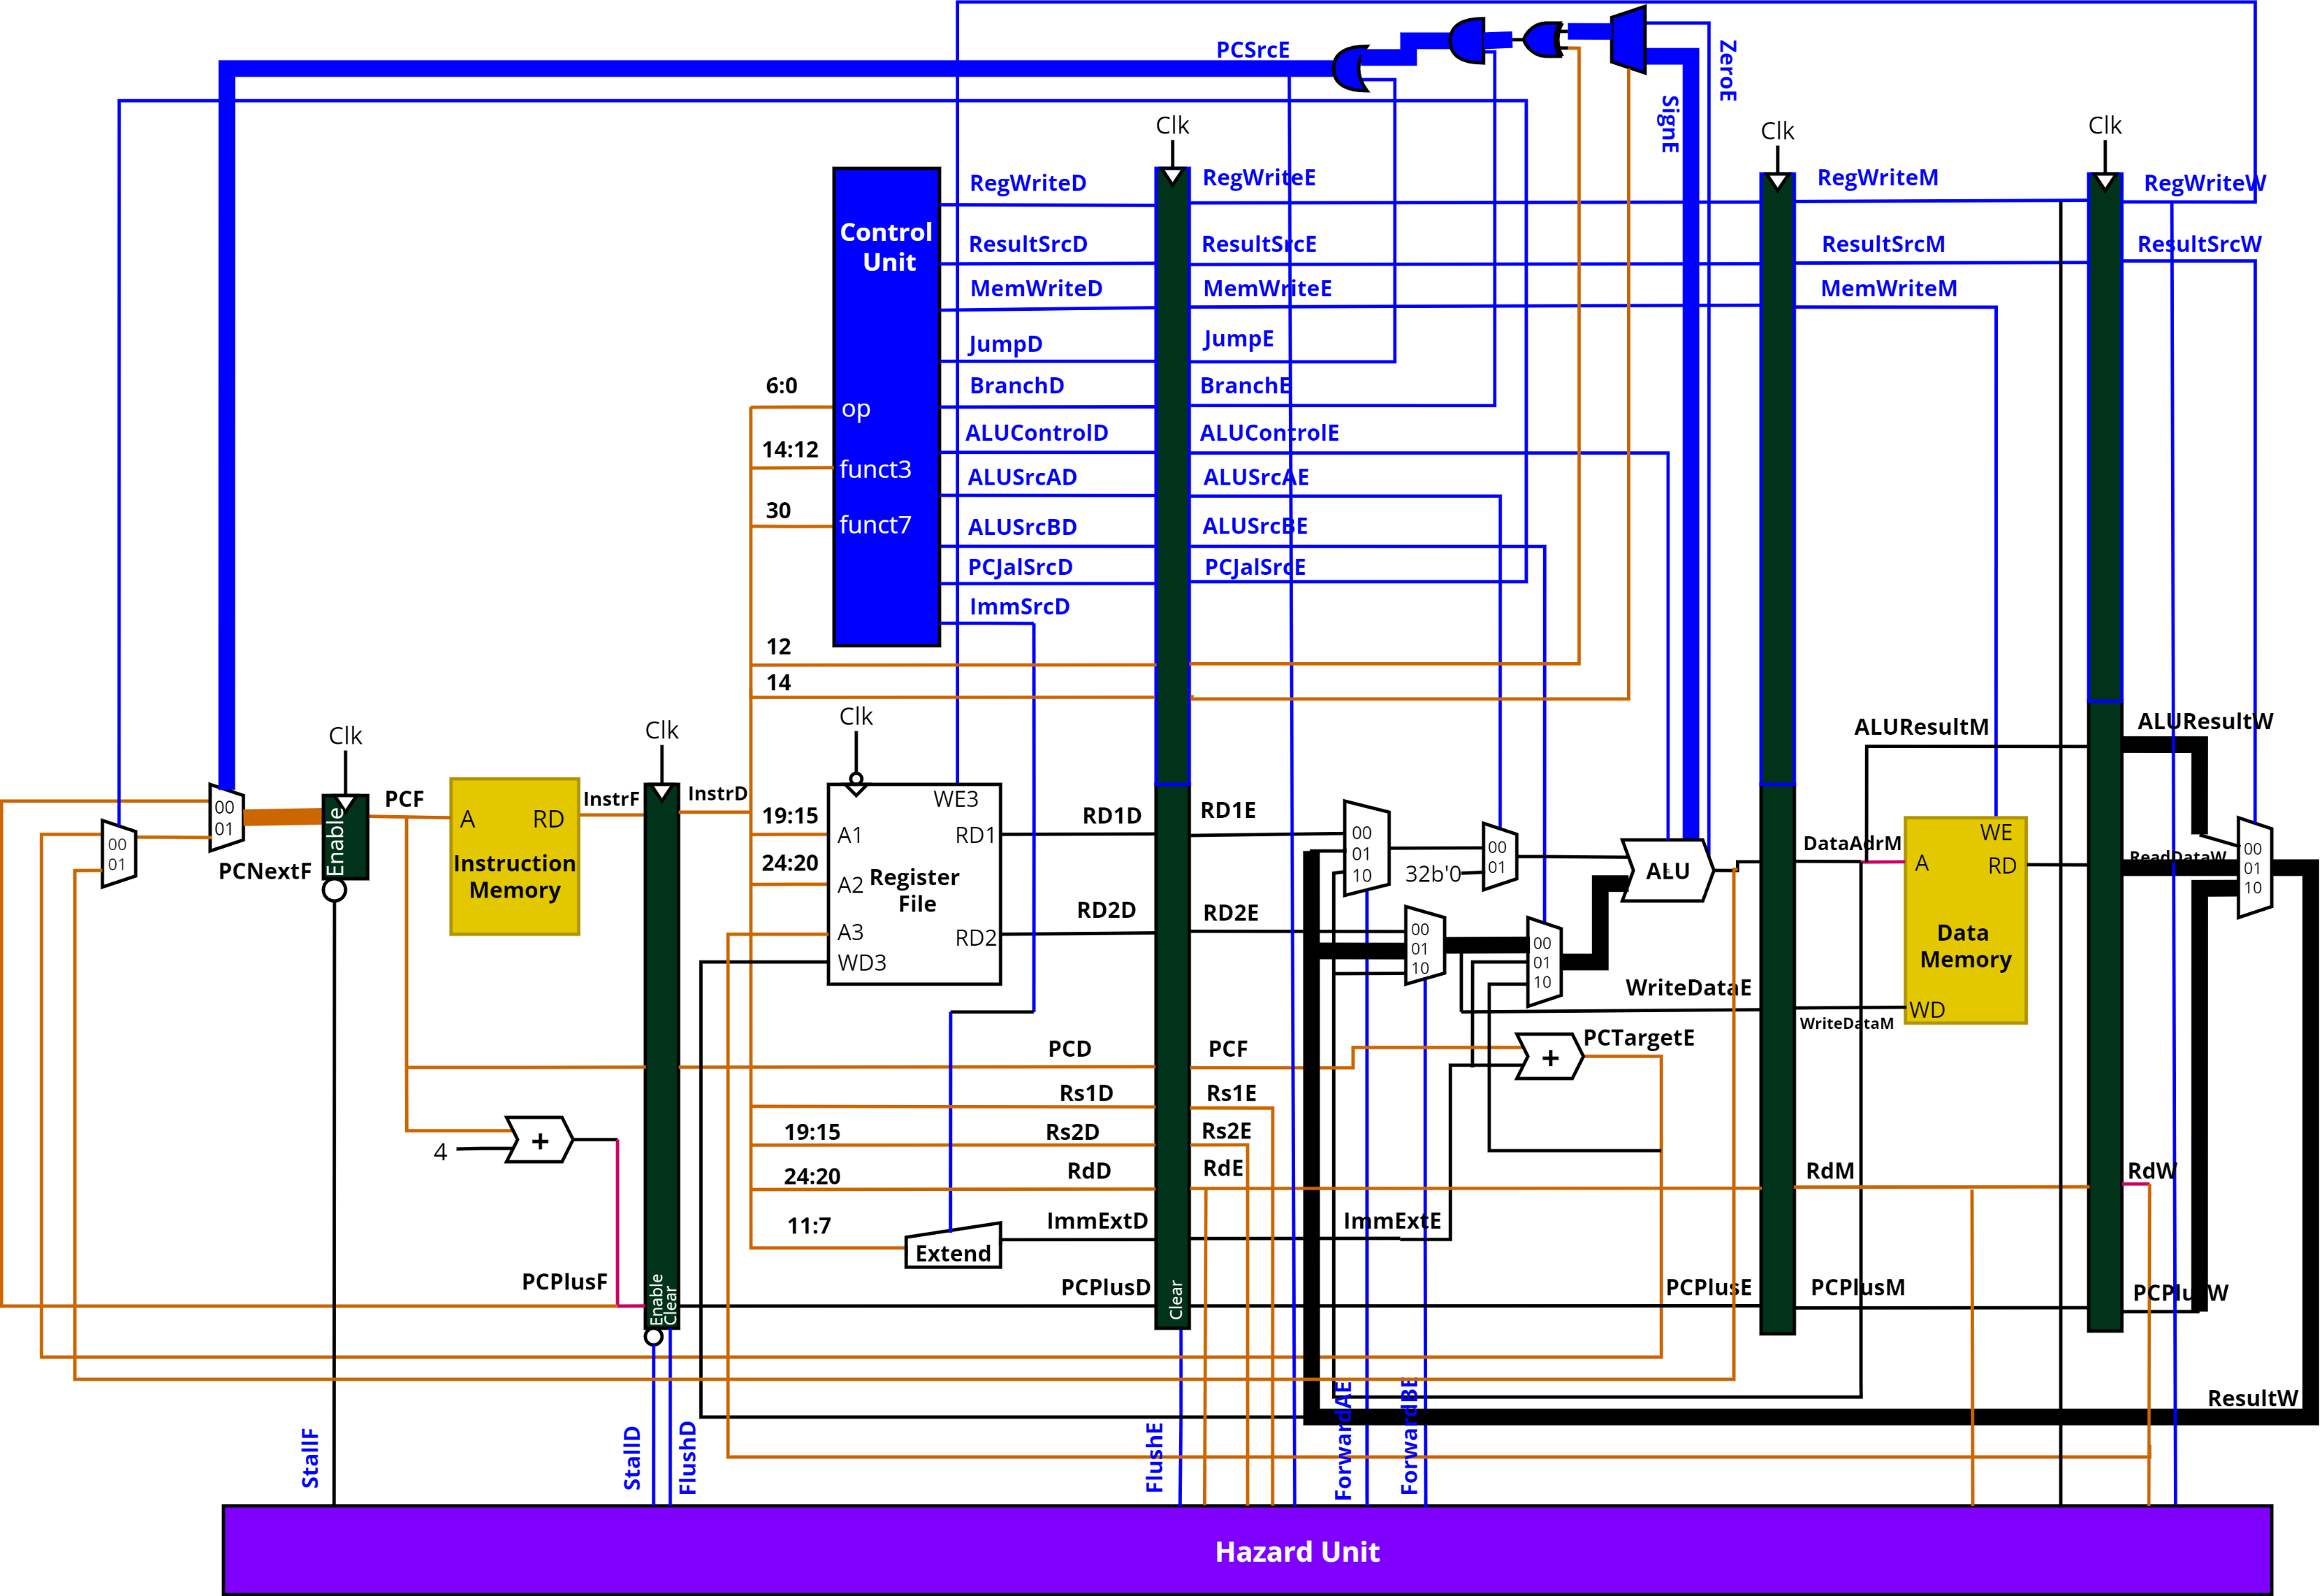 PCSrcE
ZeroE
SignE
Clk
Clk
Clk
RegWriteD
RegWriteE
RegWriteM
RegWriteW
Control
Unit
ResultSrcD
ResultSrcE
ResultSrcM
ResultSrcW
MemWriteD
MemWriteE
MemWriteM
JumpD
JumpE
6:0
op
BranchD
BranchE
14:12
funct3
ALUControlD
ALUControlE
ALUSrcAD
ALUSrcAE
30
funct7
ALUSrcBD
ALUSrcBE
PCJalSrcD
PCJalSrcE
ImmSrcD
12
14
Clk
Clk
Clk
ALUResultM
ALUResultW
00
01
00
01
PCNextF
Enable
PCF
A
RD
Instruction
Memory
InstrF
InstrD
19:15
24:20
WE3
A1
RD1
A2
Register
File
A3
RD2
WD3
RD1D
RD1E
RD2D
RD2E
00
01
10
32b'0
00
01
00
01
10
00
01
10
ALU
DataAdrM
WE
A
RD
Data
Memory
WD
ReadDataW
00
01
10
WriteDataE
WriteDataM
PCD
PCF
+
PCTargetE
Rs1D
Rs1E
4
+
19:15
Rs2D
Rs2E
24:20
RdD
RdE
RdM
RdW
11:7
Extend
ImmExtD
ImmExtE
PCPlusF
Enable
Clear
PCPlusD
Clear
PCPlusE
PCPlusM
PCPlusW
ResultW
StallF
StallD
FlushD
FlushE
ForwardAE
ForwardBE
Hazard Unit